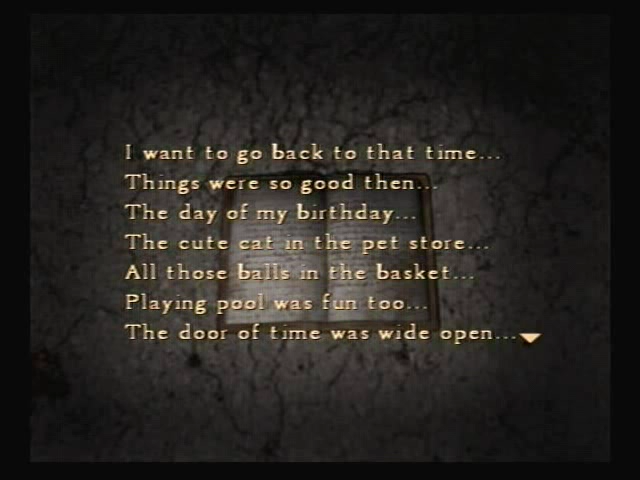 I want to go back to that time...
Things were so good then...
The day of my birthday...
The cute cat in the pet store...
All those balls in the basket...
Playing pool was fun too...
The door of time was wide open...